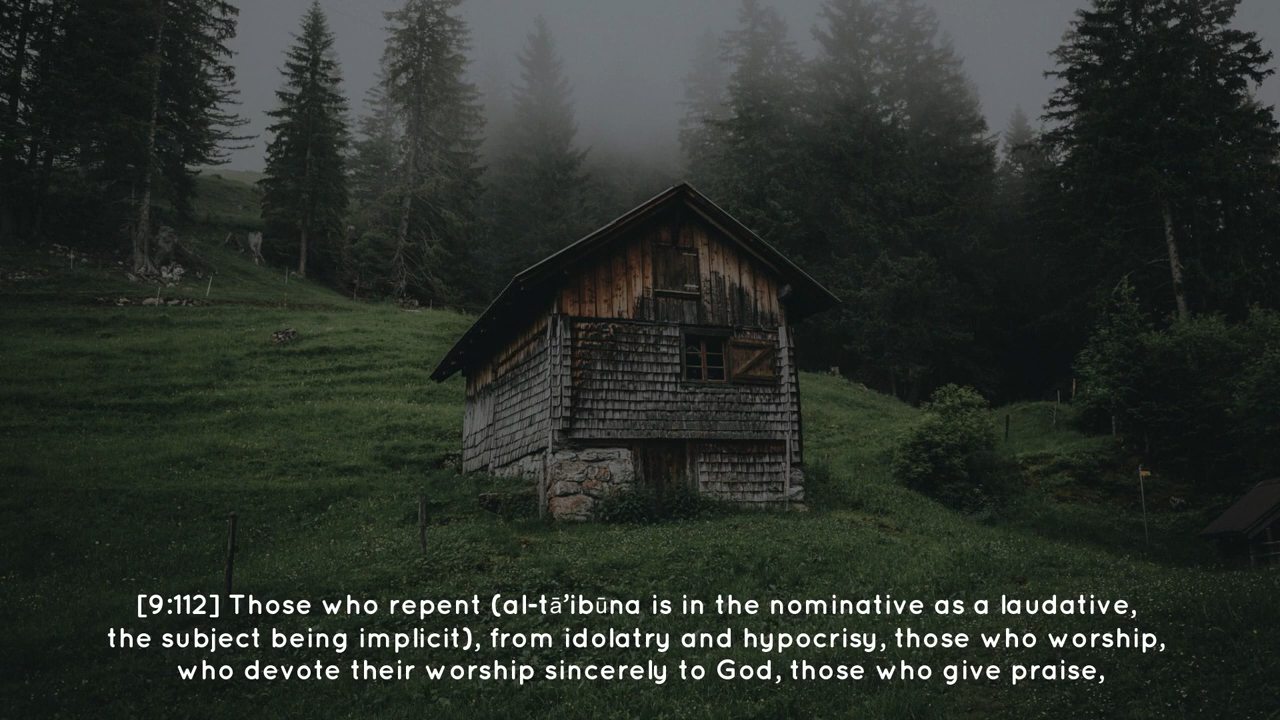 [9:112] Those who repent (al-tā’ibūna is in the nominative as a laudative,
the subject being implicit), from idolatry and hypocrisy, those who worship,
who devote their worship sincerely to God, those who give praise,